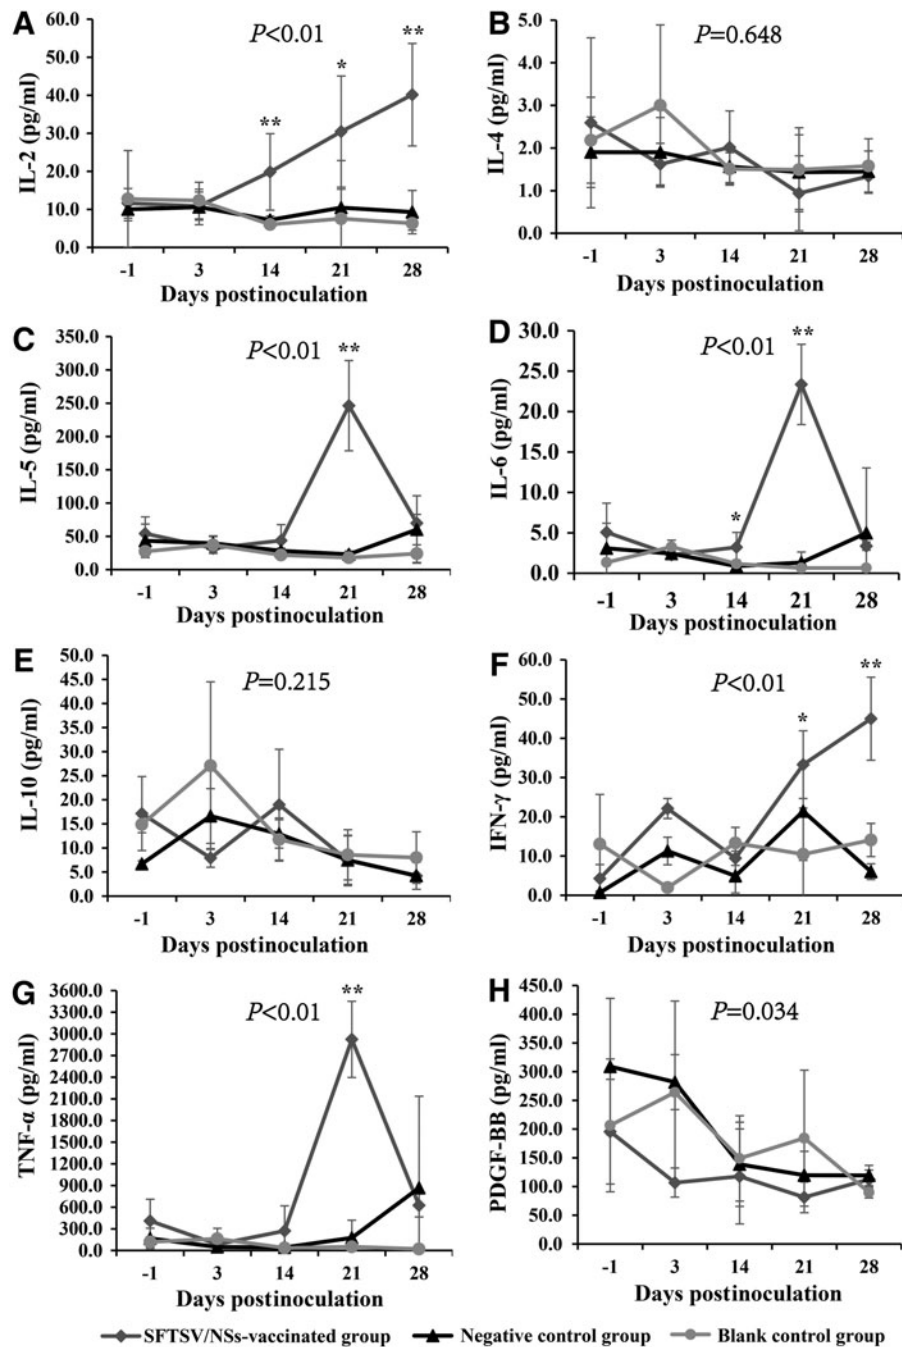 A
60.0
50.0
40.0
30.0
20.0
10.0
0.0
IL-2 (pg/ml)
P<0.01
**
*
**
-1 3 14 21 28
Days postinoculation
B
5.0
4.0
3.0
2.0
1.0
0.0
IL-4 (pg/ml)
P=0.648
-1 3 14 21 28
Days postinoculation
C
350.0
300.0
250.0
200.0
150.0
100.0
50.0
0.0
IL-5 (pg/ml)
P<0.01
**
-1 3 14 21 28
Days postinoculation
D
30.0
25.0
20.0
15.0
10.0
5.0
0.0
IL-6 (pg/ml)
P<0.01
*
**
-1 3 14 21 28
Days postinoculation
E
50.0
45.0
40.0
35.0
30.0
25.0
20.0
15.0
10.0
5.0
0.0
IL-10 (pg/ml)
P=0.215
-1 3 14 21 28
Days postinoculation
F
60.0
50.0
40.0
30.0
20.0
10.0
0.0
IFN-γ (pg/ml)
P<0.01
*
**
-1 3 14 21 28
Days postinoculation
G
3600.0
3300.0
3000.0
2700.0
2400.0
2100.0
1800.0
1500.0
1200.0
900.0
600.0
300.0
0.0
TNF-α (pg/ml)
P<0.01
**
-1 3 14 21 28
Days postinoculation
H
450.0
400.0
350.0
300.0
250.0
200.0
150.0
100.0
50.0
0.0
PDGF-BB (pg/ml)
P=0.034
-1 3 14 21 28
Days postinoculation
SFTSV/NSs-vaccinated group Negative control group Blank control group